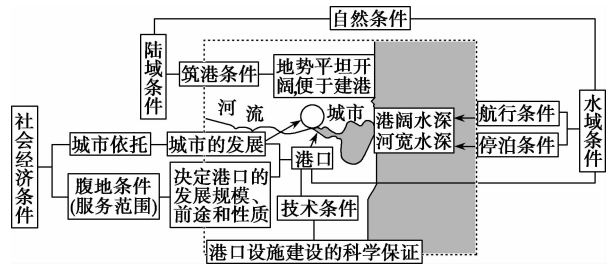 自然条件
陆域条件
筑港条件
地势平坦开
阔,便于建港
河流
城市
港阔水深
河宽水深
航行条件
停泊条件
水域条件
社会经济条件
城市依托
城市的发展
港口
腹地条件
(服务范围)
决定港口的
发展规模、
前途和性质
技术条件
港口设施建设的科学保证